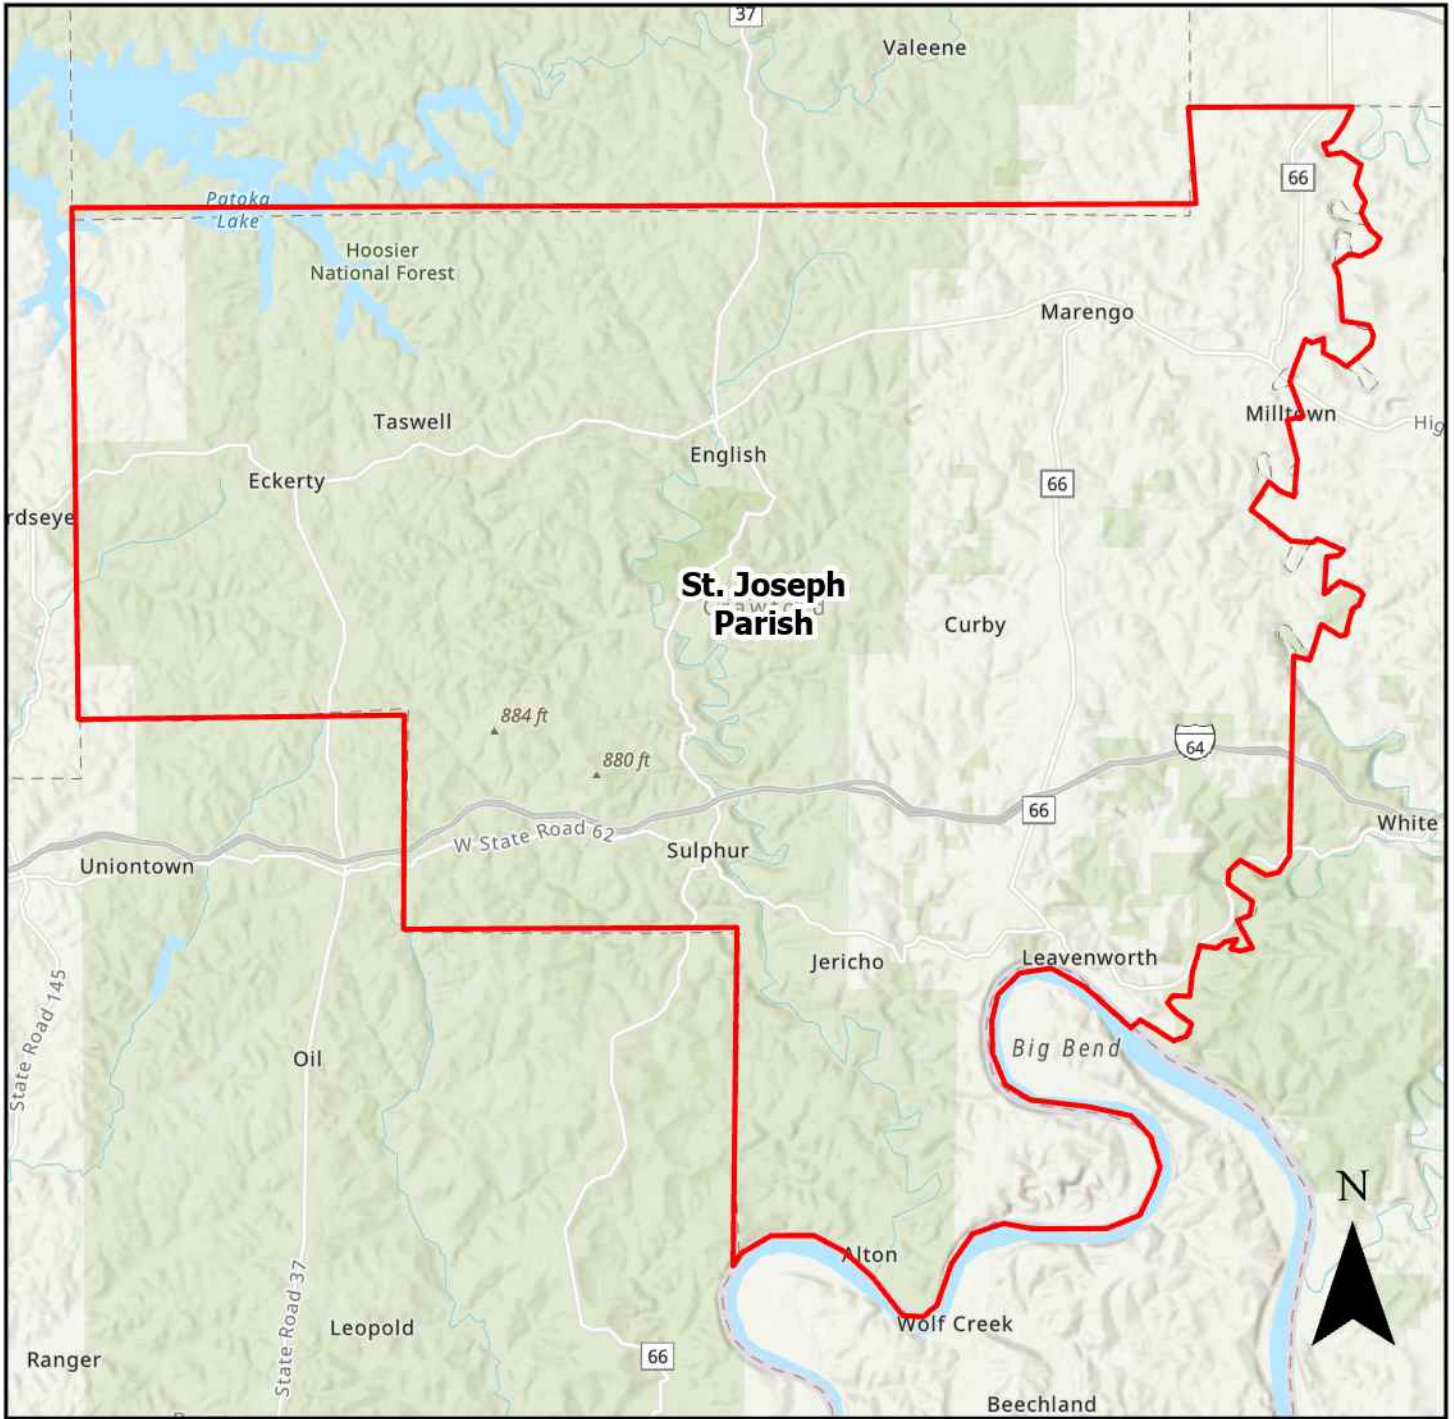 37
Valeene
66
Patoka
Lake
Hoosier
National Forest
Marengo
Taswell
Milltown
Hig
English
Eckerty
66
rdseye
St. Joseph
Parish
Curby
884 ft
64
880 ft
66
White
W State Road 62
Sulphur
Uniontown
Leavenworth
Jericho
State Road 145
Big Bend
Oil
N
Alton
Wolf Creek
State Road 37
Leopold
66
Ranger
Beechland